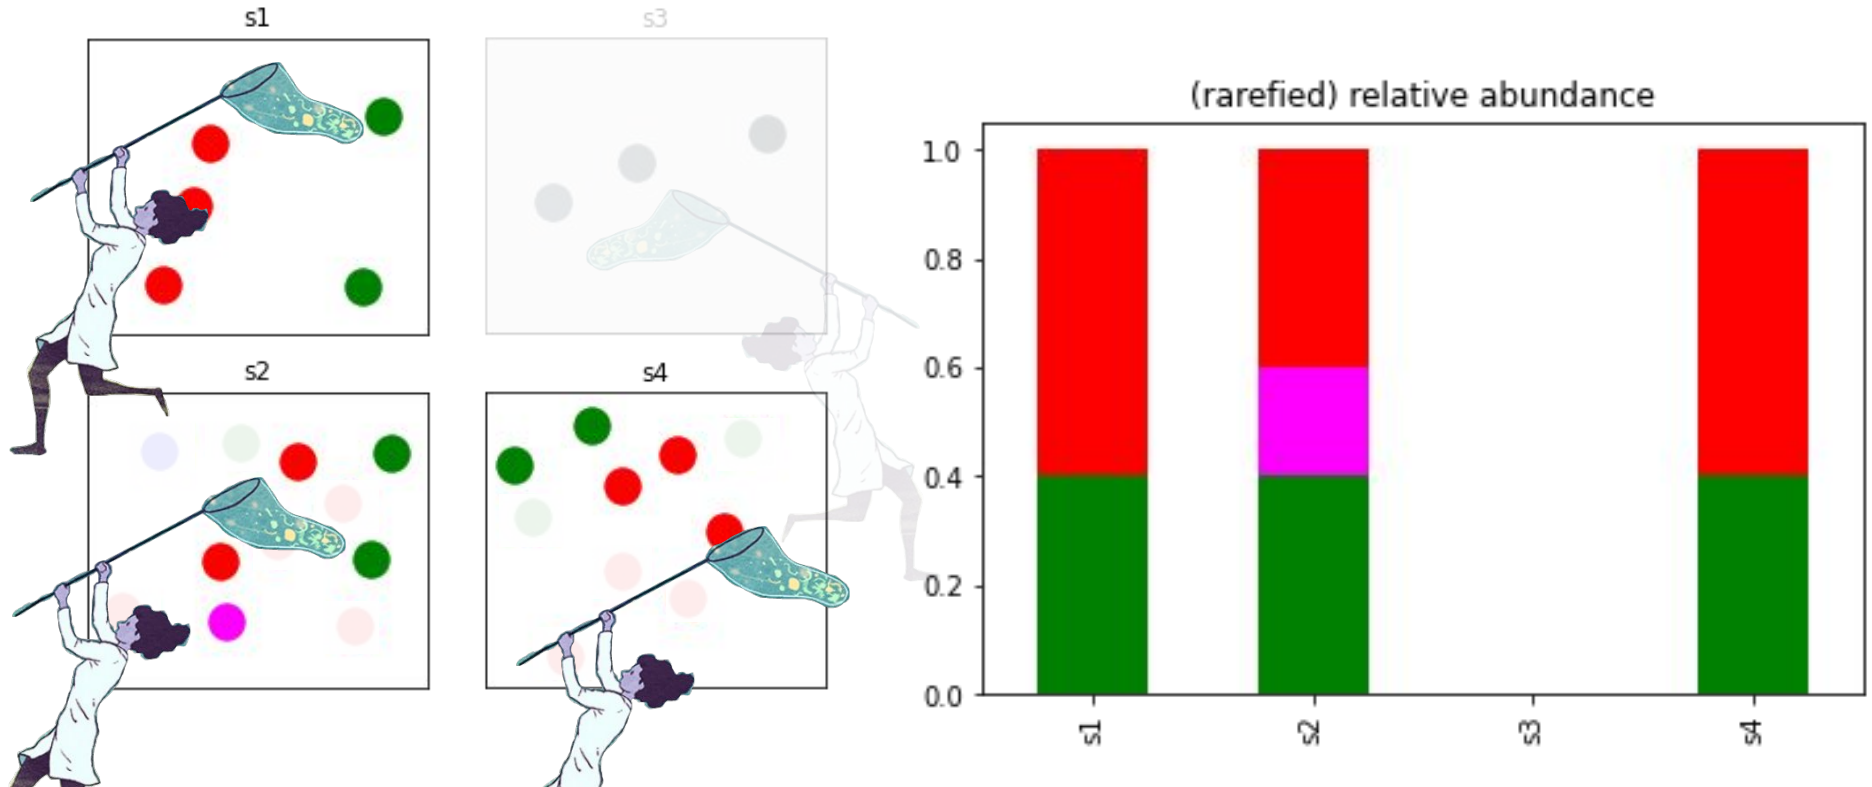 s1
s3
s2
s4
(rarefied) relative abundance
1.0
0.8
0.6
0.4
0.2
0.0
s1
s2
s3
s4